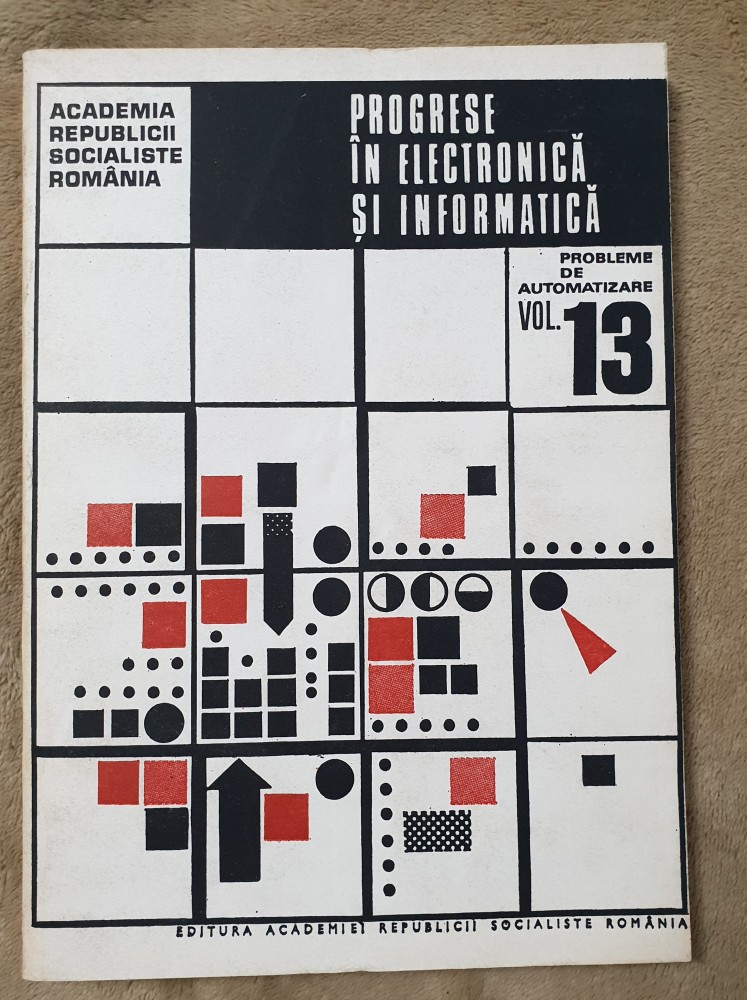 ACADEMIA
REPUBLICII
SOCIALISTE
ROMÂNIA
PROGRESE
ÎN ELECTRONICĂ
ȘI INFORMATICĂ
PROBLEME
DE
AUTOMATIZARE
VOL. 13
EDITURA ACADEMIEI REPUBLICII SOCIALISTE ROMÂNIA